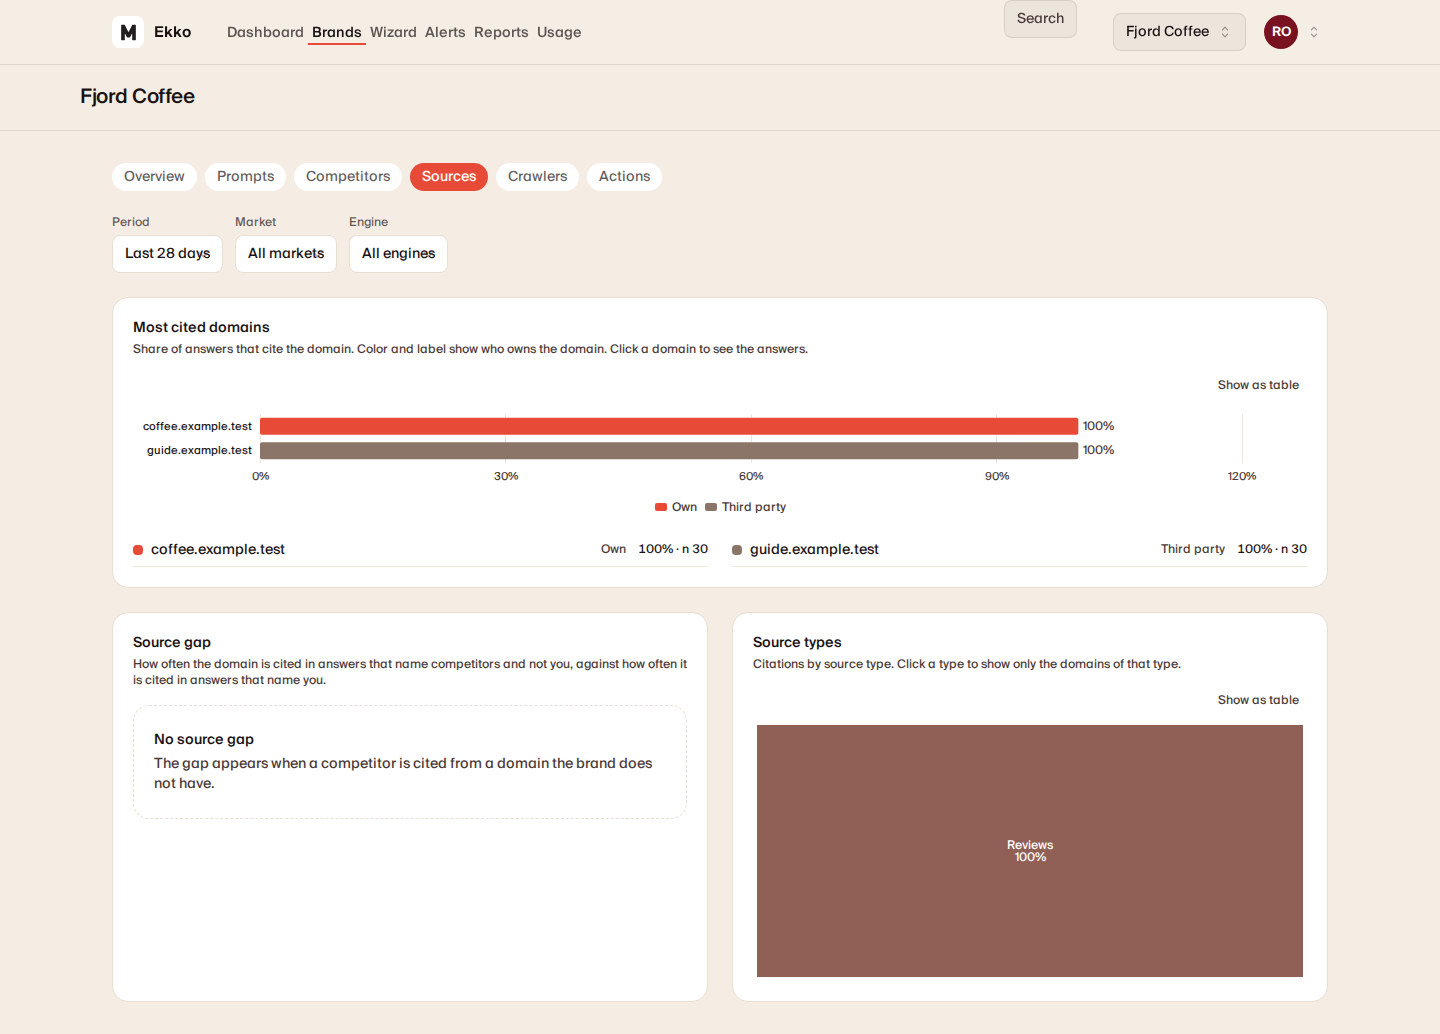 M Ekko Dashboard Brands Wizard Alerts Reports Usage Search Fjord Coffee RO
Fjord Coffee
Overview Prompts Competitors Sources Crawlers Actions
Period Market Engine
Last 28 days All markets All engines
Most cited domains
Share of answers that cite the domain. Color and label show who owns the domain. Click a domain to see the answers.
Show as table
coffee.example.test 100%
guide.example.test 100%
0% 30% 60% 90% 120%
Own Third party
coffee.example.test Own 100% · n 30 guide.example.test Third party 100% · n 30
Source gap
How often the domain is cited in answers that name competitors and not you, against how often it
is cited in answers that name you.
No source gap
The gap appears when a competitor is cited from a domain the brand does
not have.
Source types
Citations by source type. Click a type to show only the domains of that type.
Show as table
Reviews
100%